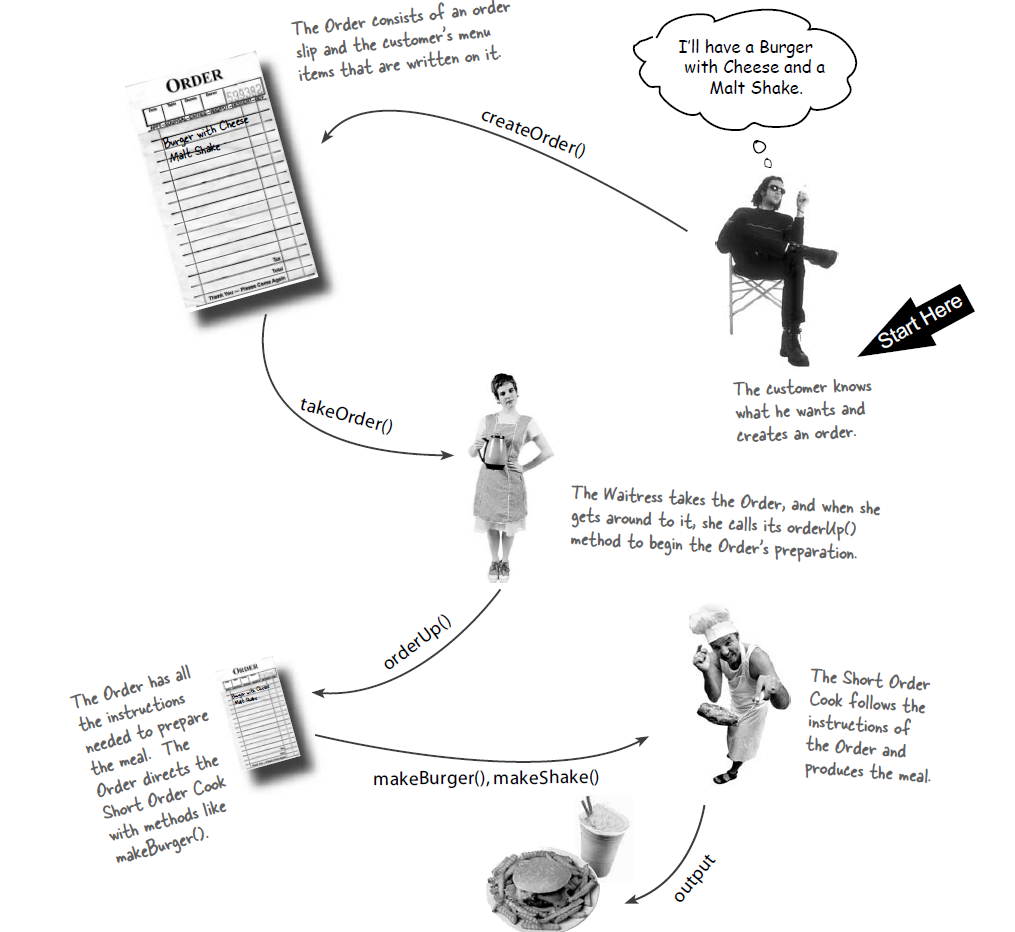 The Order consists of an order
slip and the customer's menu
items that are written on it.
I'll have a Burger
with Cheese and a
Malt Shake.
ORDER
599382
Burger with Cheese
Malt Shake
Tax
Total
Thank You — Please Come Again
createOrder()
Start Here
The customer knows
what he wants and
creates an order.
takeOrder()
The Waitress takes the Order, and when she
gets around to it, she calls its orderUp()
method to begin the Order's preparation.
orderUp()
The Order has all
the instructions
needed to prepare
the meal. The
Order directs the
Short Order Cook
with methods like
makeBurger().
ORDER
Burger with Cheese
Malt Shake
makeBurger(), makeShake()
The Short Order
Cook follows the
instructions of
the Order and
produces the meal.
output